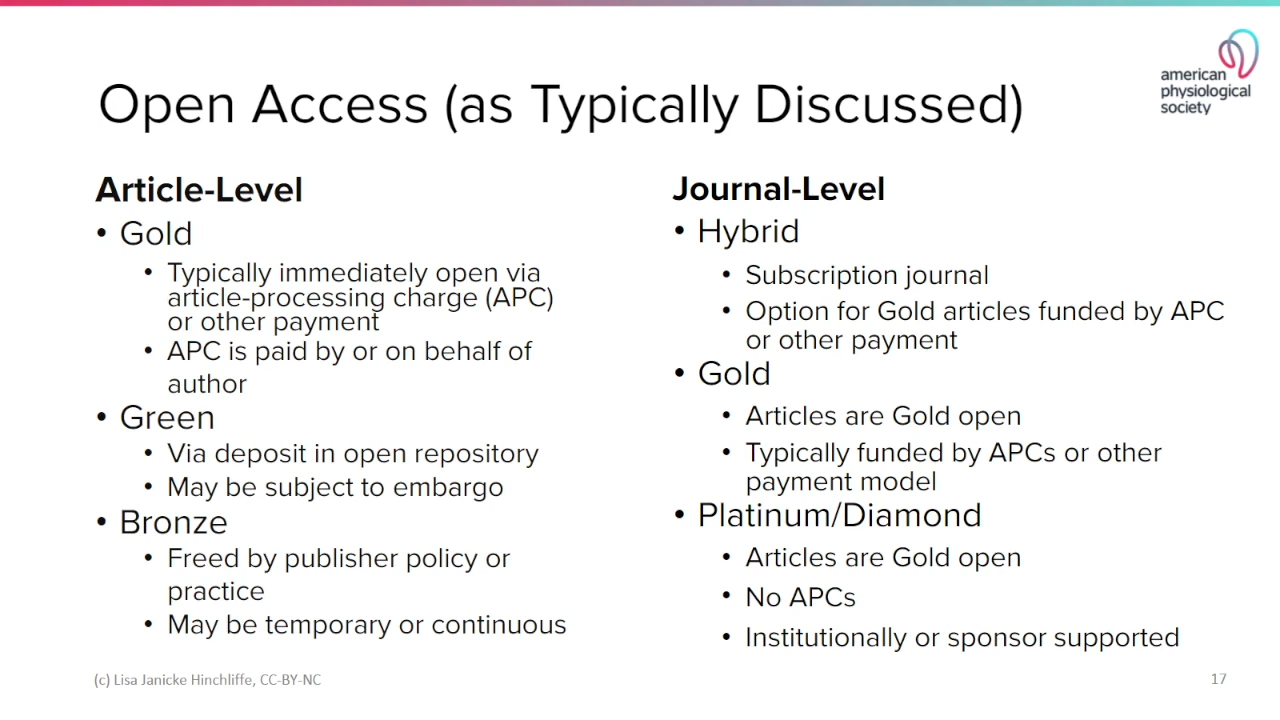 american
physiological
society
Open Access (as Typically Discussed)
Article-Level
• Gold
• Typically immediately open via
article-processing charge (APC)
or other payment
• APC is paid by or on behalf of
author
• Green
• Via deposit in open repository
• May be subject to embargo
• Bronze
• Freed by publisher policy or
practice
• May be temporary or continuous
Journal-Level
• Hybrid
• Subscription journal
• Option for Gold articles funded by APC
or other payment
• Gold
• Articles are Gold open
• Typically funded by APCs or other
payment model
• Platinum/Diamond
• Articles are Gold open
• No APCs
• Institutionally or sponsor supported
(c) Lisa Janicke Hinchliffe, CC-BY-NC
17